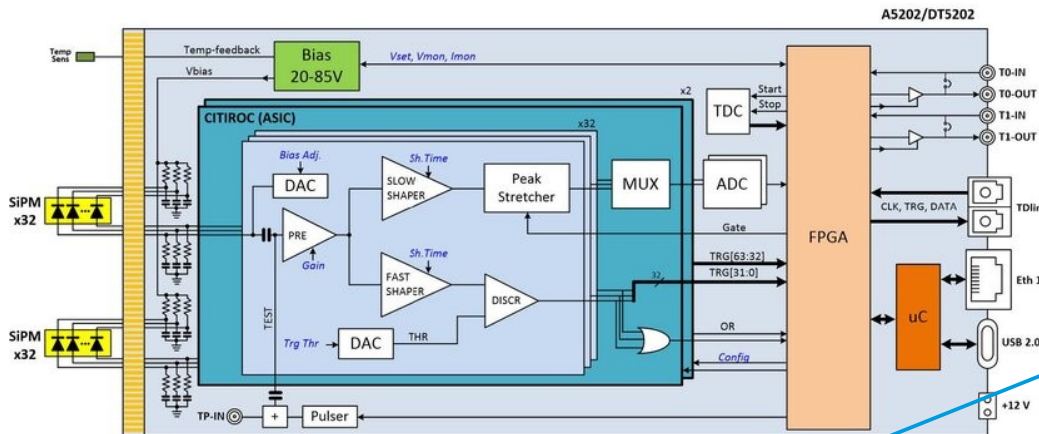 A5202/DT5202
Temp
Sens
Temp-feedback
Vbias
Bias
20-85V
Vset, Vmon, Imon
T0-IN
T0-OUT
T1-IN
T1-OUT
Start
Stop
TDC
x2
CITIROC (ASIC)
x32
Bias Adj.
DAC
Sh.Time
SLOW
SHAPER
Peak
Stretcher
MUX
ADC
SiPM
x32
PRE
Gain
Gate
FPGA
CLK, TRG, DATA
TDlin
Sh.Time
FAST
SHAPER
DISCR
TRG[63:32]
TRG[31:0]
32
uC
Eth 1
TEST
Trg Thr
DAC
THR
OR
Config
SiPM
x32
USB 2.0
TP-IN
+
Pulser
+12 V